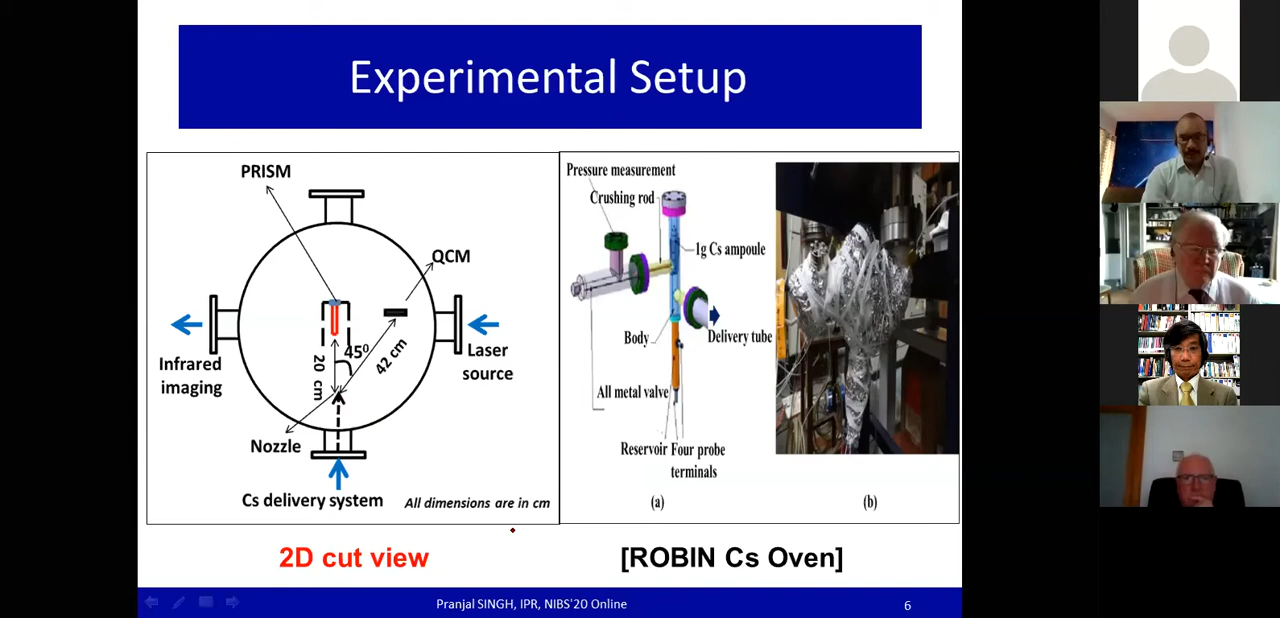 Experimental Setup
PRISM
QCM
Infrared
imaging
20 cm
45⁰
42 cm
Laser
source
Nozzle
Cs delivery system
All dimensions are in cm
Pressure measurement
Crushing rod
1g Cs ampoule
Body
Delivery tube
All metal valve
Reservoir
Four probe
terminals
(a)
(b)
2D cut view
[ROBIN Cs Oven]
Pranjal SINGH, IPR, NIBS'20 Online
6